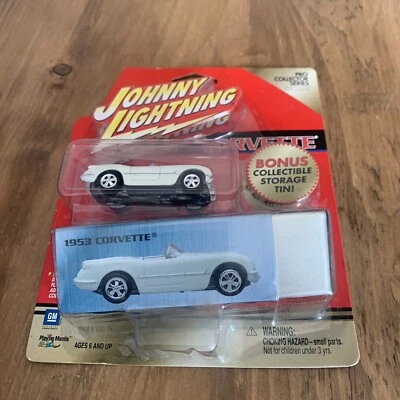 PRO
COLLECTOR
SERIES
JOHNNY
LIGHTNING
CORVETTE
BONUS
COLLECTIBLE
STORAGE
TIN!
1953 CORVETTE®
GM
Playing Mantis
AGES 6 AND UP
WARNING:
CHOKING HAZARD—small parts.
Not for children under 3 yrs.